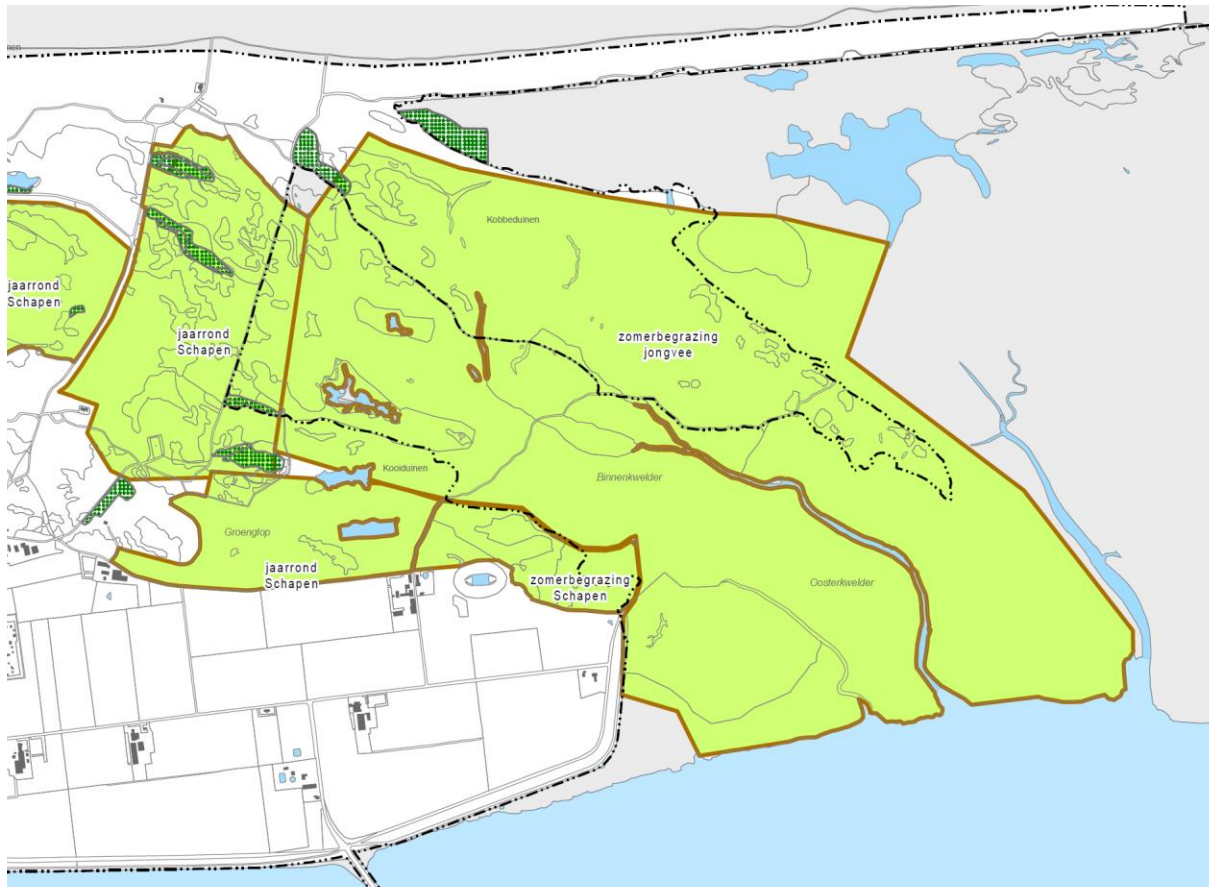 Kobbeduinen
jaarrond
Schapen
jaarrond
Schapen
zomerbegrazing
jongvee
Kooiduinen
Binnenkwelder
Groenglop
jaarrond
Schapen
zomerbegrazing
Schapen
Oosterkwelder